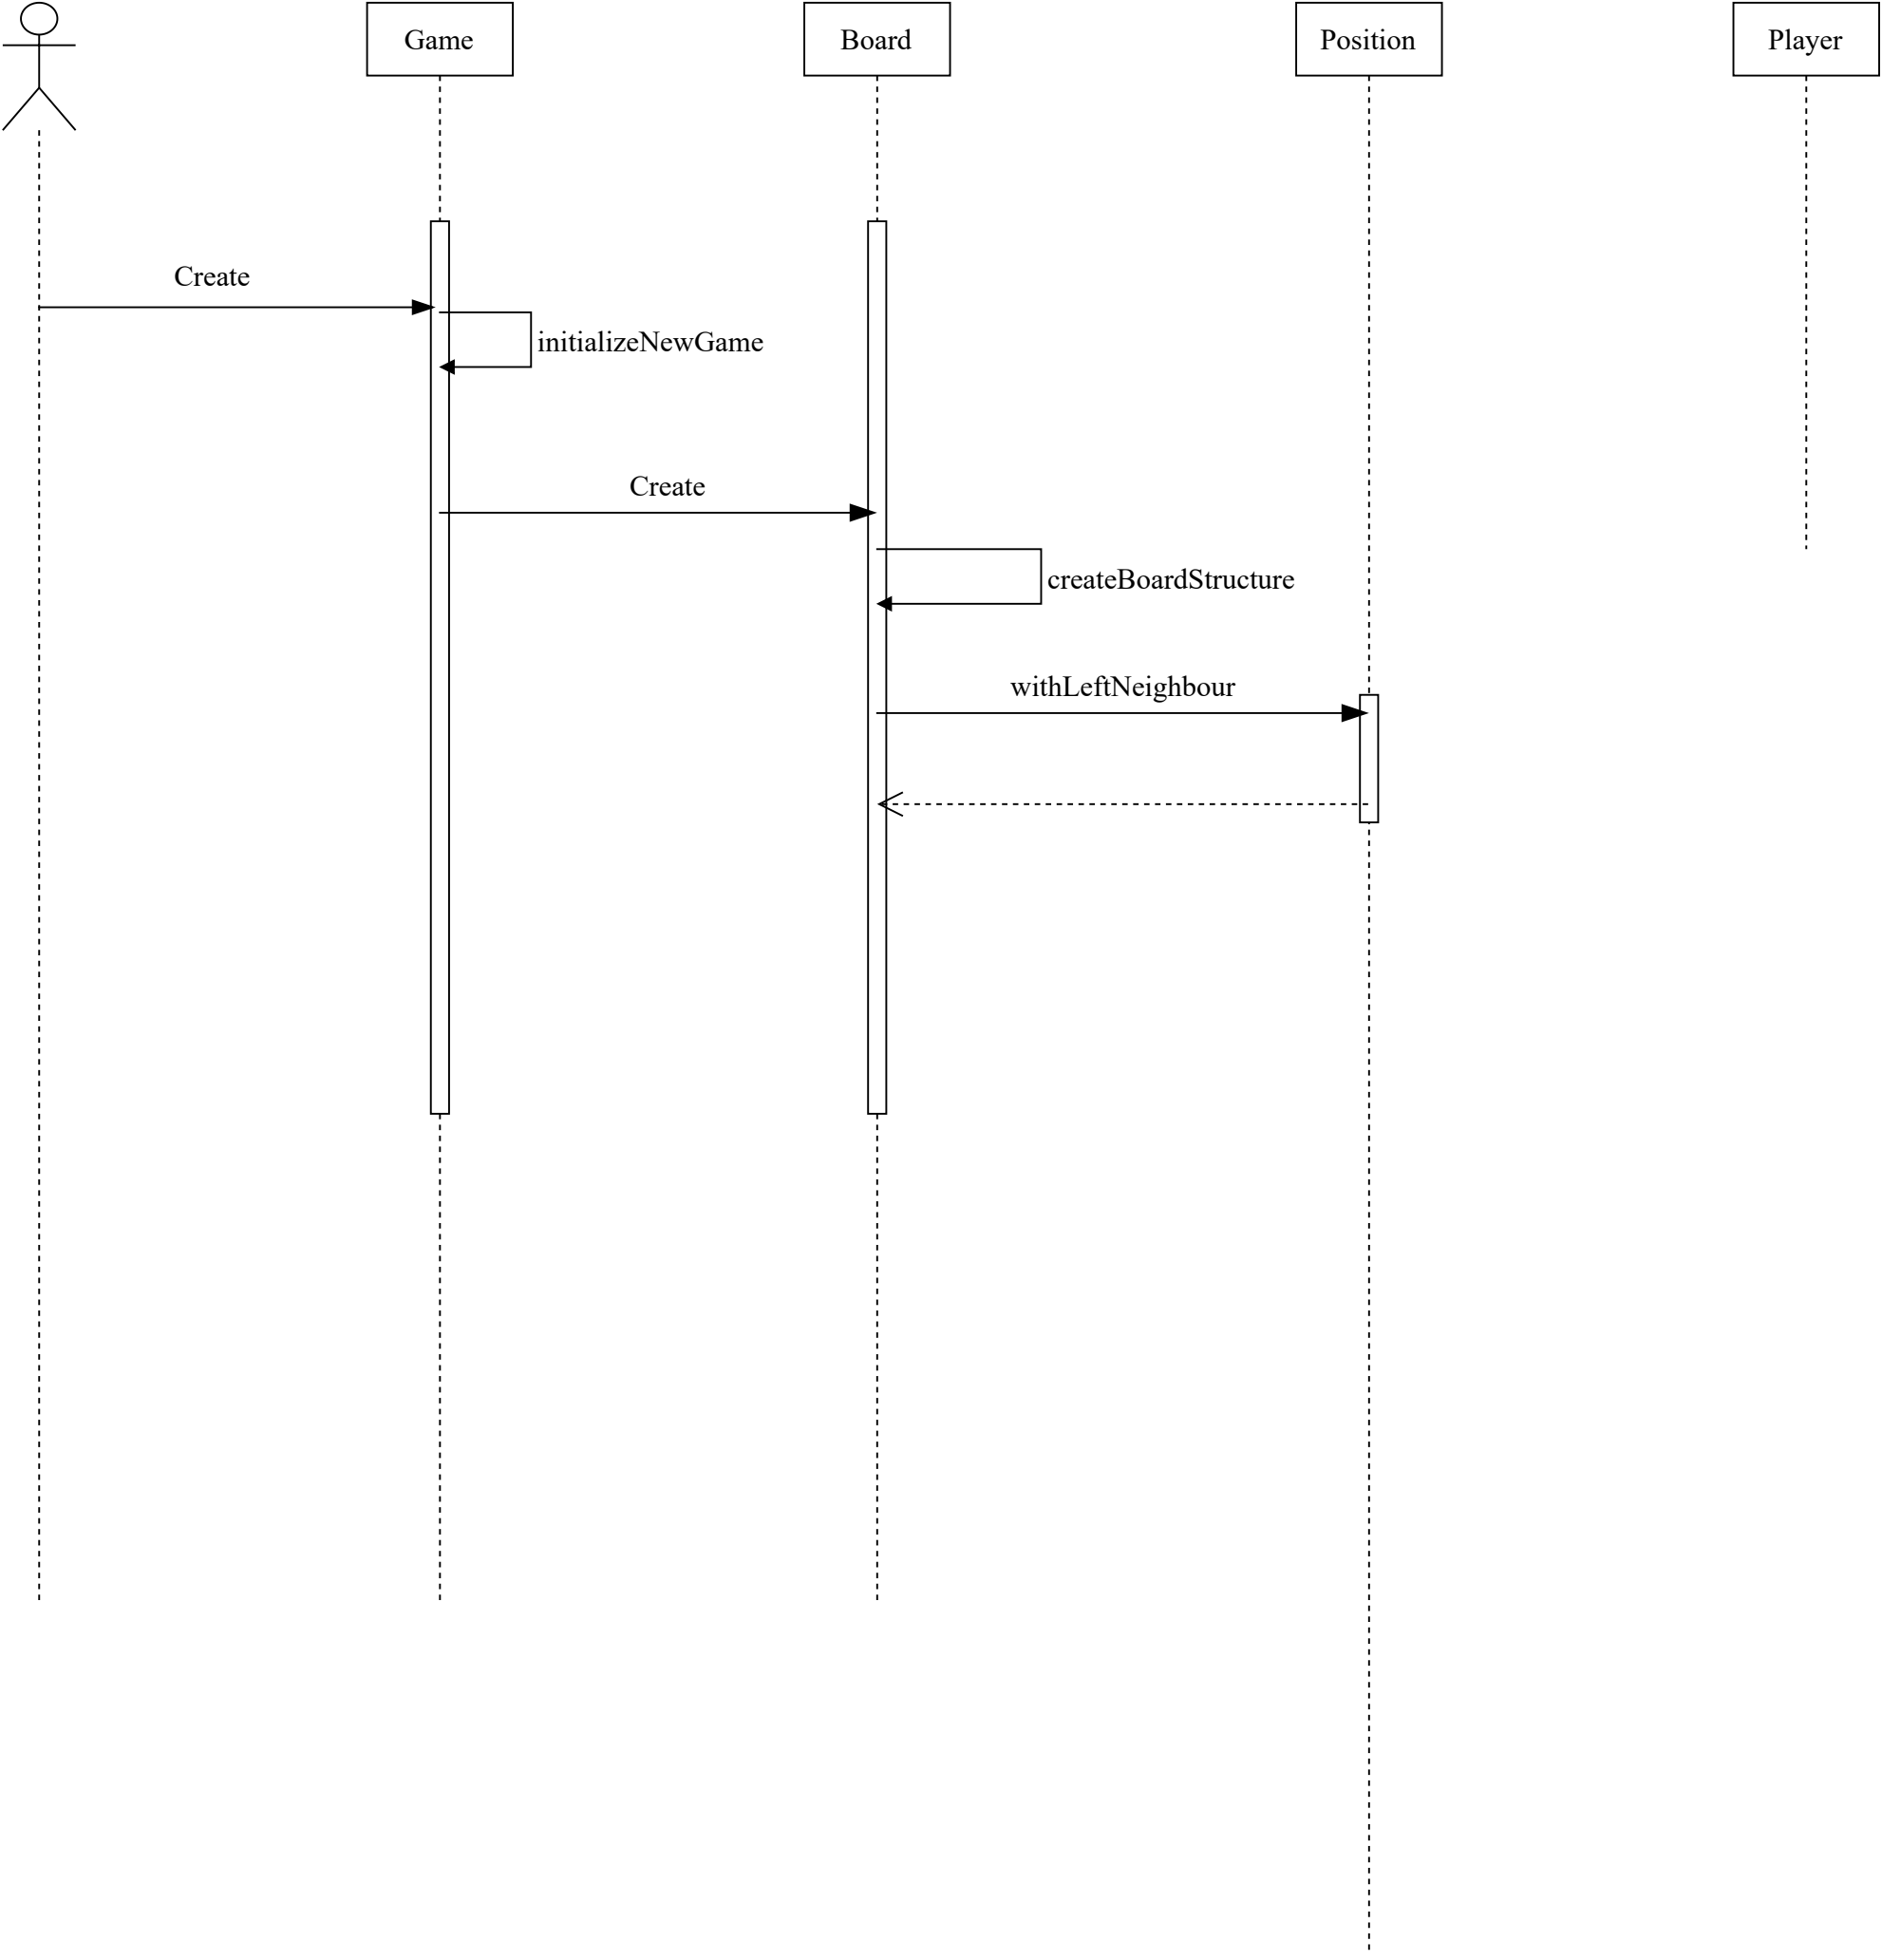 Game
Board
Position
Player
Create
initializeNewGame
Create
createBoardStructure
withLeftNeighbour